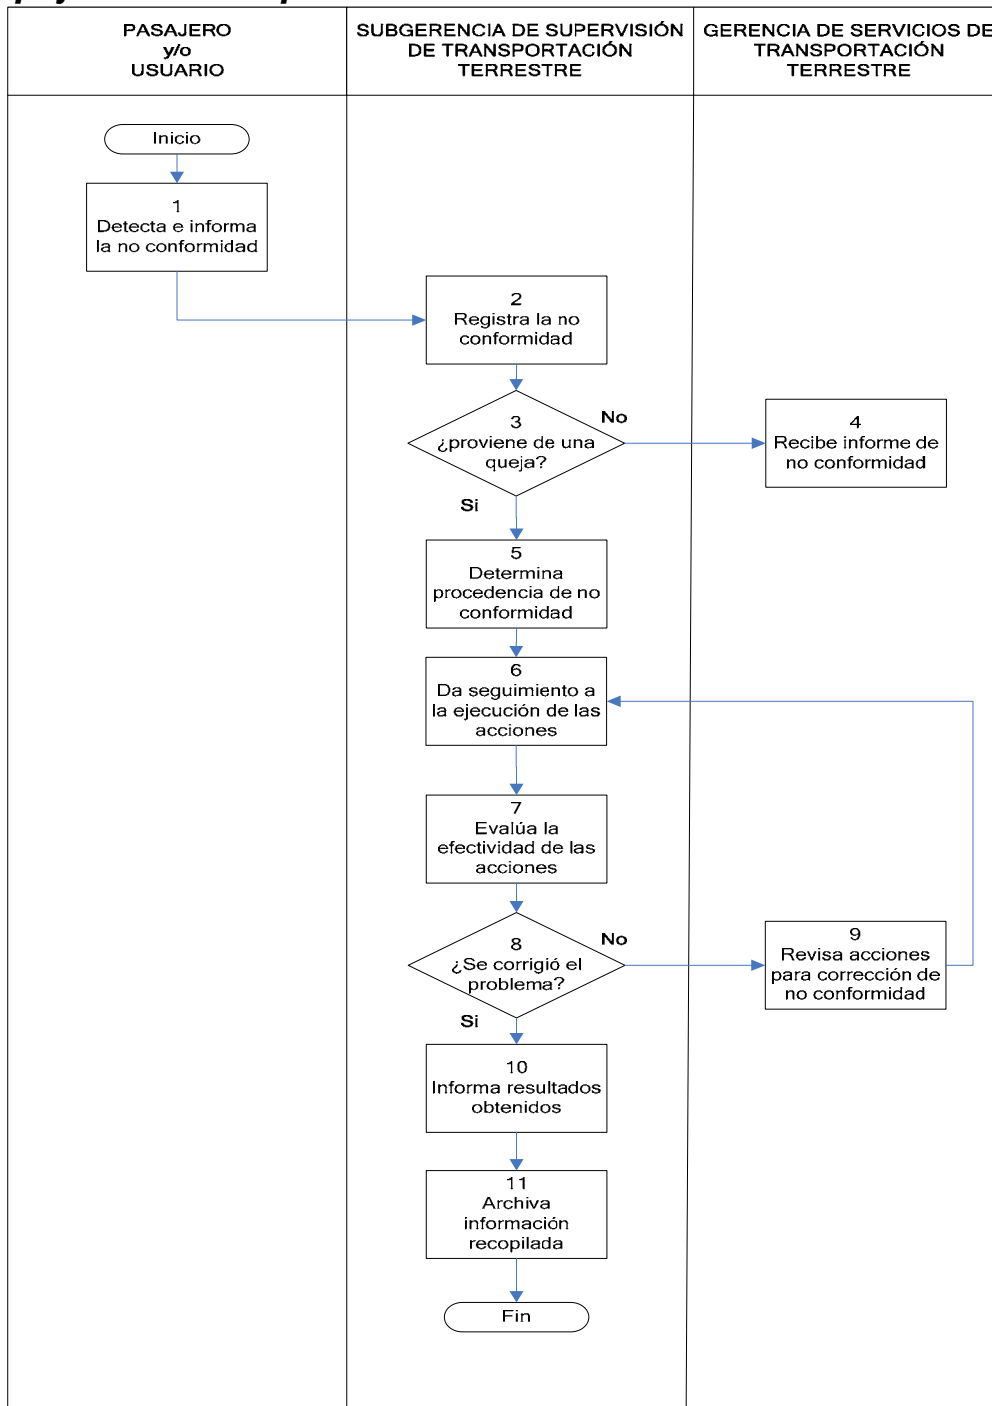 PASAJERO
y/o
USUARIO
SUBGERENCIA DE SUPERVISIÓN
DE TRANSPORTACIÓN
TERRESTRE
GERENCIA DE SERVICIOS DE
TRANSPORTACIÓN
TERRESTRE
Inicio
1
Detecta e informa
la no conformidad
2
Registra la no
conformidad
3
¿proviene de una
queja?
No
4
Recibe informe de
no conformidad
Si
5
Determina
procedencia de no
conformidad
6
Da seguimiento a
la ejecución de las
acciones
7
Evalúa la
efectividad de las
acciones
8
¿Se corrigió el
problema?
No
9
Revisa acciones
para corrección de
no conformidad
Si
10
Informa resultados
obtenidos
11
Archiva
información
recopilada
Fin